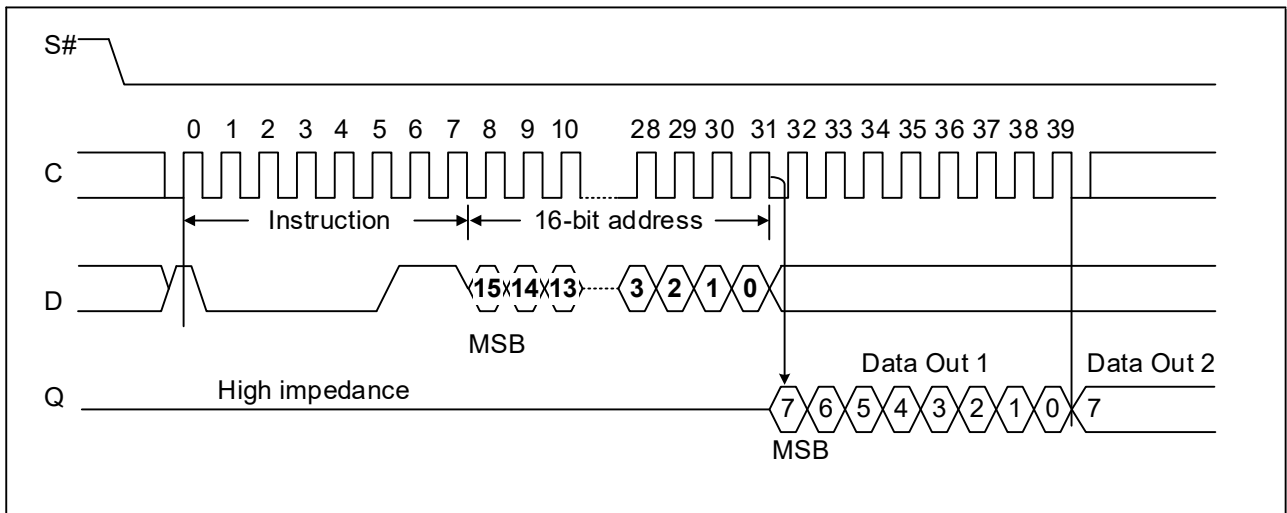 S#
0 1 2 3 4 5 6 7 8 9 10 28 29 30 31 32 33 34 35 36 37 38 39
C
Instruction 16-bit address
D 15 14 13 3 2 1 0
MSB
Data Out 1 Data Out 2
High impedance
Q 7 6 5 4 3 2 1 0 7
MSB